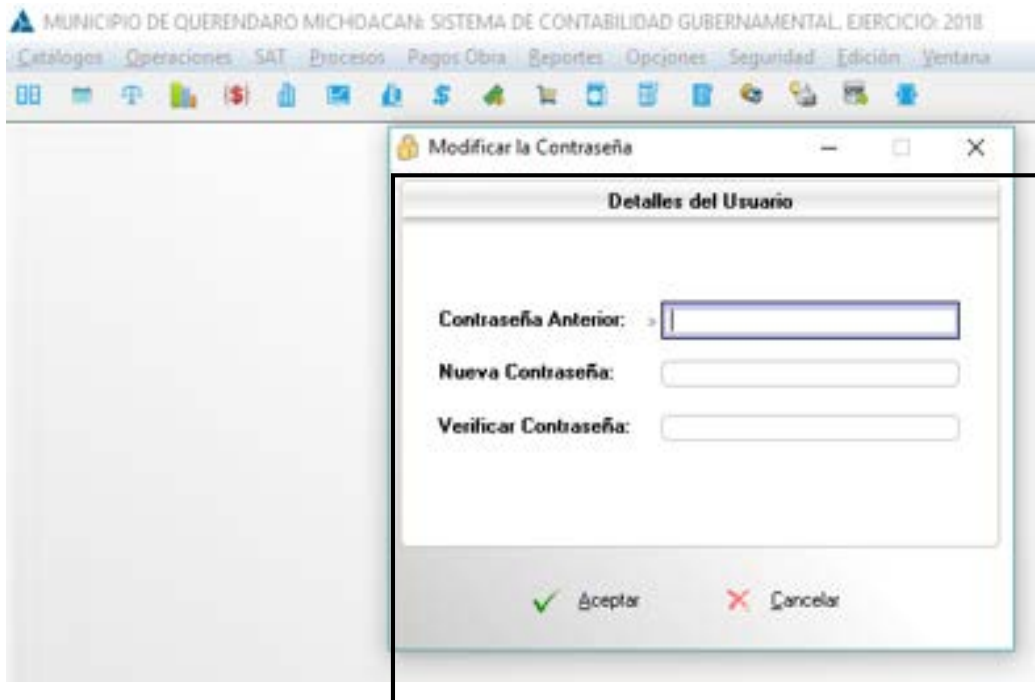 MUNICIPIO DE QUERENDARO MICHOACAN: SISTEMA DE CONTABILIDAD GUBERNAMENTAL. EJERCICIO: 2018
Catálogos Operaciones SAT Procesos Pagos Obra Reportes Opciones Seguridad Edición Ventana
Modificar la Contraseña
Detalles del Usuario
Contraseña Anterior:
Nueva Contraseña:
Verificar Contraseña:
Aceptar Cancelar